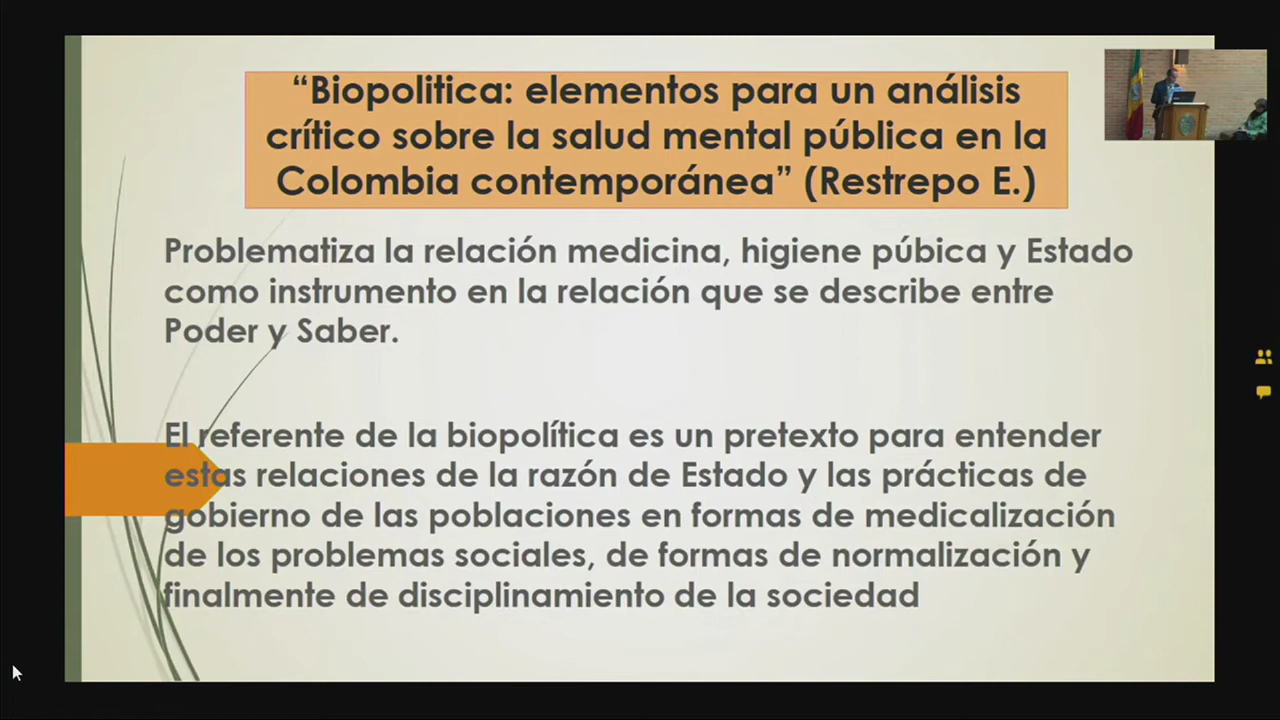 “Biopolitica: elementos para un análisis
crítico sobre la salud mental pública en la
Colombia contemporánea” (Restrepo E.)
Problematiza la relación medicina, higiene púbica y Estado
como instrumento en la relación que se describe entre
Poder y Saber.
El referente de la biopolítica es un pretexto para entender
estas relaciones de la razón de Estado y las prácticas de
gobierno de las poblaciones en formas de medicalización
de los problemas sociales, de formas de normalización y
finalmente de disciplinamiento de la sociedad